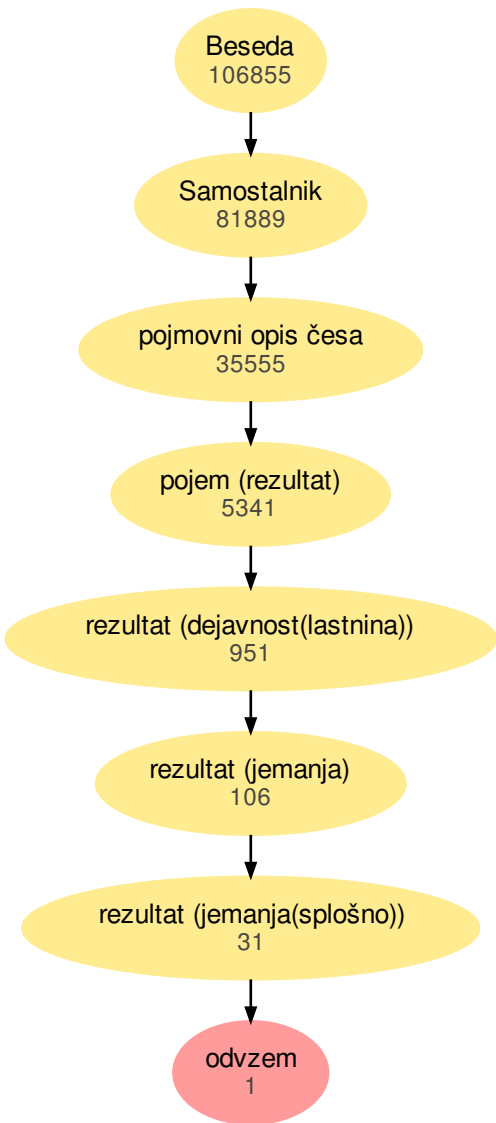 Beseda
106855
Samostalnik
81889
pojmovni opis česa
35555
pojem (rezultat)
5341
rezultat (dejavnost(lastnina))
951
rezultat (jemanja)
106
rezultat (jemanja(splošno))
31
odvzem
1